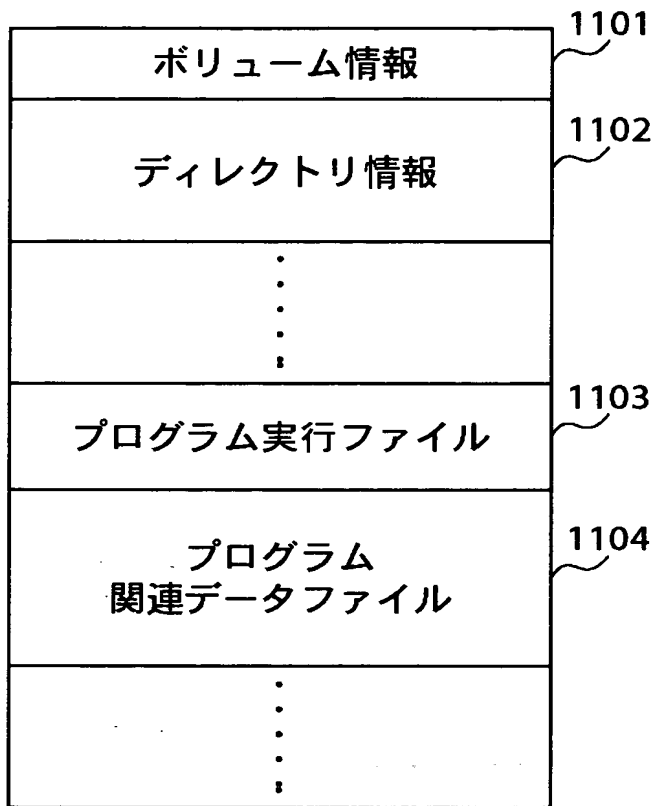 1101
ボリューム情報
1102
ディレクトリ情報
1103
プログラム実行ファイル
1104
プログラム
関連データファイル